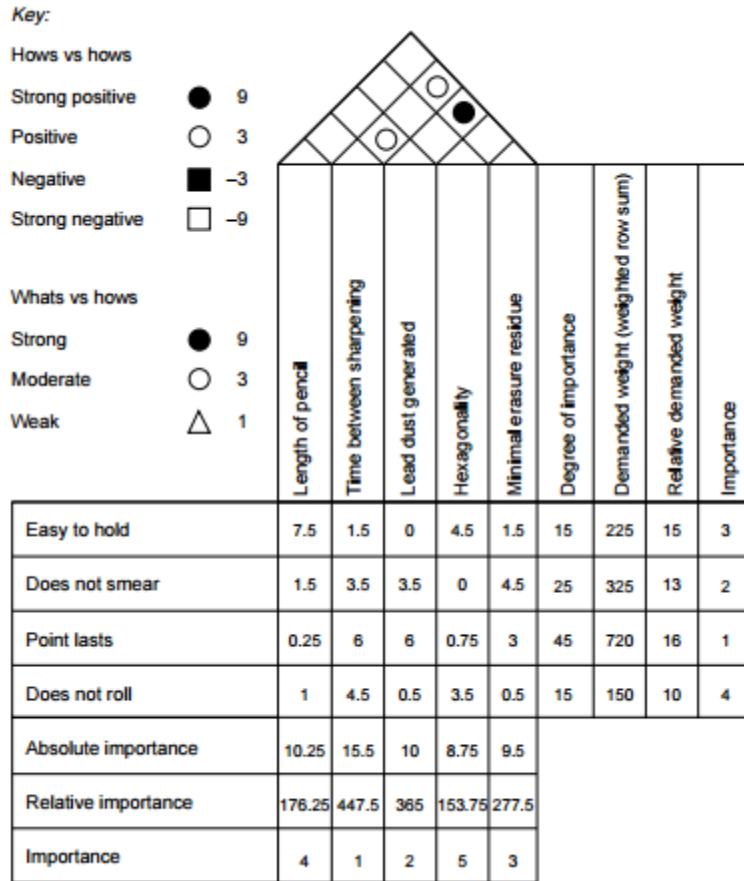 Key:
Hows vs hows
Strong positive 9
Positive 3
Negative –3
Strong negative –9
Whats vs hows
Strong 9
Moderate 3
Weak 1
Length of pencil
Time between sharpening
Lead dust generated
Hexagonality
Minimal erasure residue
Degree of importance
Demanded weight (weighted row sum)
Relative demanded weight
Importance
Easy to hold 7.5 1.5 0 4.5 1.5 15 225 15 3
Does not smear 1.5 3.5 3.5 0 4.5 25 325 13 2
Point lasts 0.25 6 6 0.75 3 45 720 16 1
Does not roll 1 4.5 0.5 3.5 0.5 15 150 10 4
Absolute importance 10.25 15.5 10 8.75 9.5
Relative importance 176.25 447.5 365 153.75 277.5
Importance 4 1 2 5 3